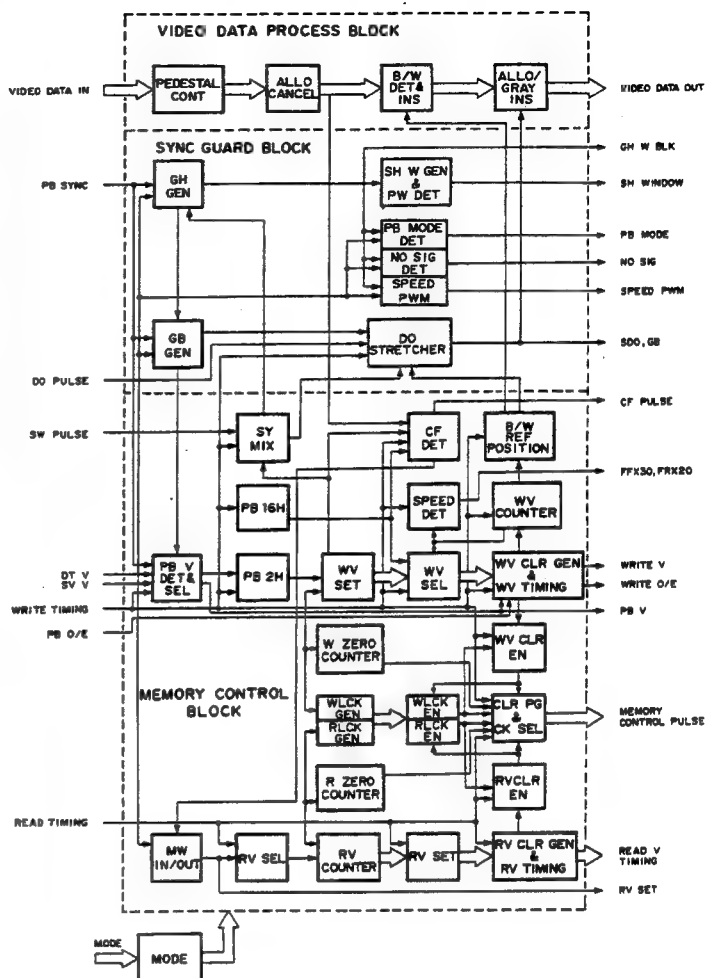 VIDEO DATA PROCESS BLOCK
VIDEO DATA IN
PEDESTAL
CONT
ALLO
CANCEL
B/W
DET &
INS
ALLO/
GRAY
INS
VIDEO DATA OUT
SYNC GUARD BLOCK
GH W BLK
PB SYNC
GH
GEN
SH W GEN
&
PW DET
SH WINDOW
PB MODE
DET
PB MODE
NO SIG
DET
NO SIG
SPEED
PWM
SPEED PWM
GB
GEN
DO
STRETCHER
SDO, GB
DO PULSE
CF PULSE
SW PULSE
SY
MIX
CF
DET
B/W
REF
POSITION
FFX30, FRX20
PB 16H
SPEED
DET
WV
COUNTER
PB V
DET &
SEL
PB 2H
WV
SET
WV
SEL
WV CLR GEN
&
WV TIMING
WRITE V
DT V
SV V
WRITE O/E
WRITE TIMING
PB V
PB O/E
W ZERO
COUNTER
WV CLR
EN
MEMORY CONTROL
BLOCK
WLCK GEN
RLCK GEN
WLCK EN
RLCK EN
CLR PG
&
CK SEL
MEMORY
CONTROL PULSE
R ZERO
COUNTER
RVCLR
EN
READ TIMING
MW
IN/OUT
RV SEL
RV
COUNTER
RV SET
RV CLR GEN
&
RV TIMING
READ V
TIMING
RV SET
MODE
MODE